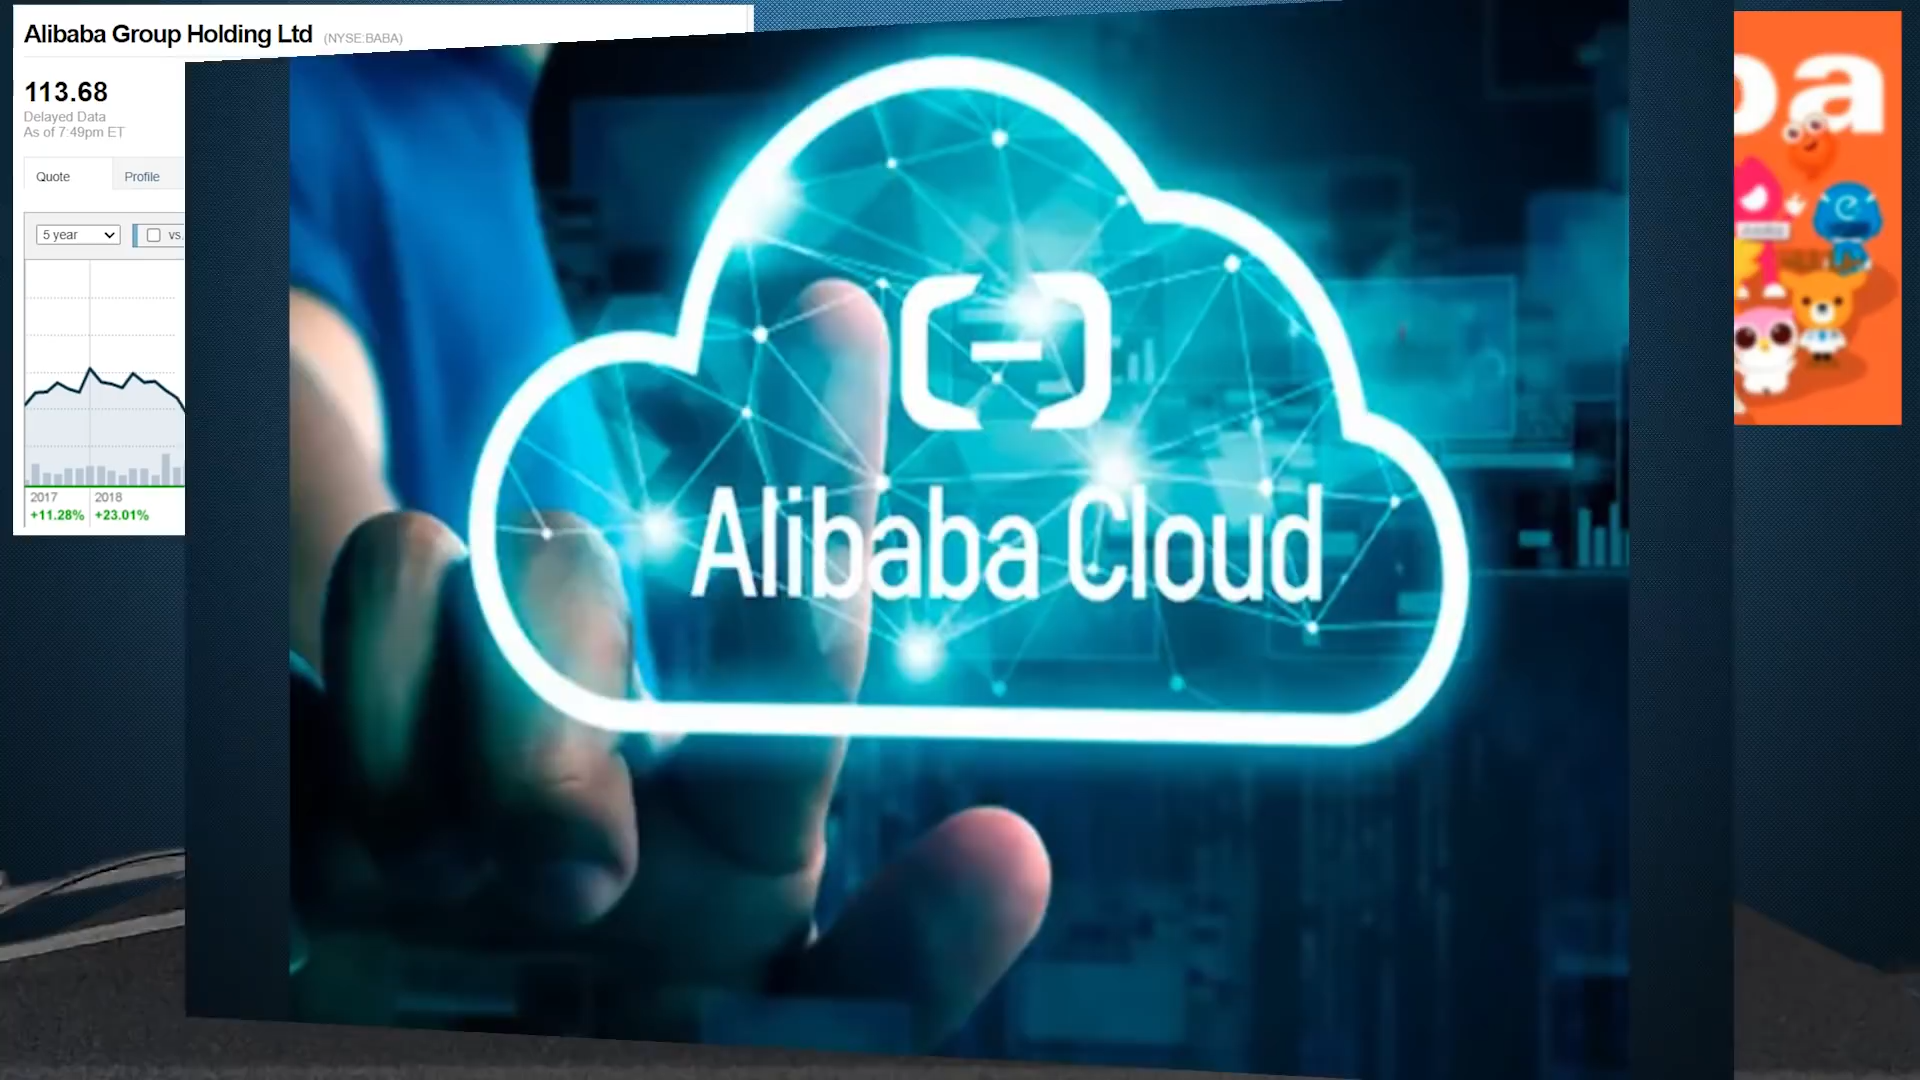 Alibaba Group Holding Ltd (NYSE:BABA)
113.68
Delayed Data
As of 7:49pm ET
Quote
Profile
5 year
vs.
2017
2018
+11.28%
+23.01%
Alibaba Cloud
ba